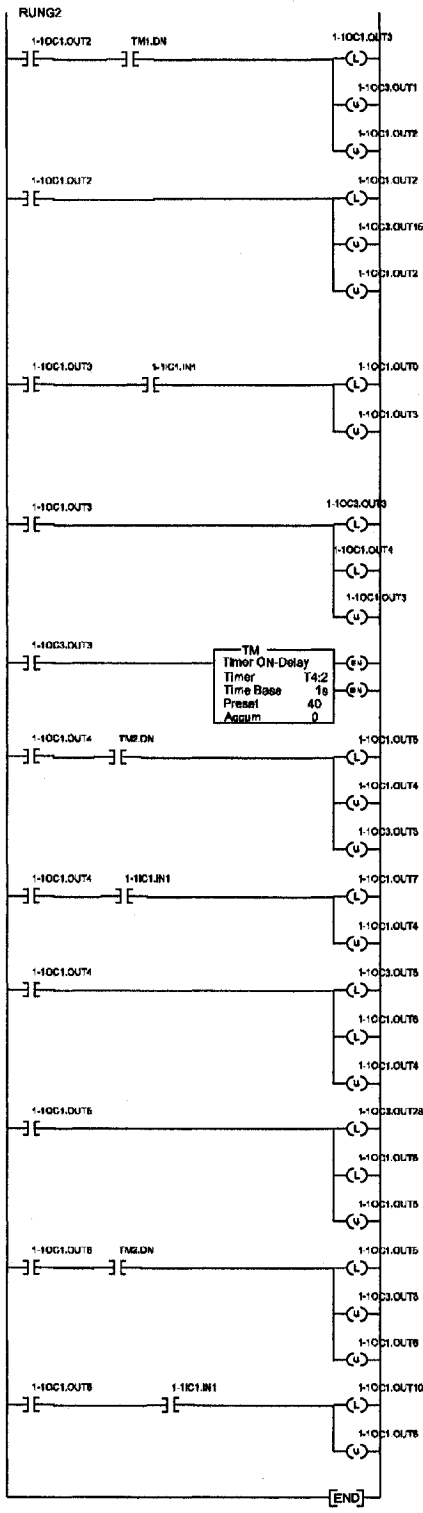 RUNG2
1-1OC1.OUT2 TM1.DN 1-1OC1.OUT3
1-1OC3.OUT1
1-1OC1.OUT2
1-1OC1.OUT2 1-1OC1.OUT2
L
U
1-1OC3.OUT16
1-1OC1.OUT2
1-1OC1.OUT3 1-1IC1.IN1 1-1OC1.OUT0
1-1OC1.OUT3
1-1OC1.OUT3 1-1OC3.OUT3
1-1OC1.OUT4
1-1OC1.OUT3
1-1OC3.OUT3
TM
Timer ON-Delay
Timer T4:2
Time Base 1s
Preset 40
Accum 0
1-1OC1.OUT4 TM2.DN 1-1OC1.OUT5
1-1OC1.OUT4
1-1OC3.OUT3
1-1OC1.OUT4 1-1IC1.IN1 1-1OC1.OUT7
1-1OC1.OUT4
1-1OC1.OUT4 1-1OC3.OUT5
1-1OC1.OUT6
1-1OC1.OUT4
1-1OC1.OUT5
1-1OC1.OUT5
1-1OC1.OUT6 TM2.DN 1-1OC1.OUT5
1-1OC3.OUT5
1-1OC1.OUT6
1-1OC1.OUT6 1-1IC1.IN1 1-1OC1.OUT10
1-1OC1.OUT6
END